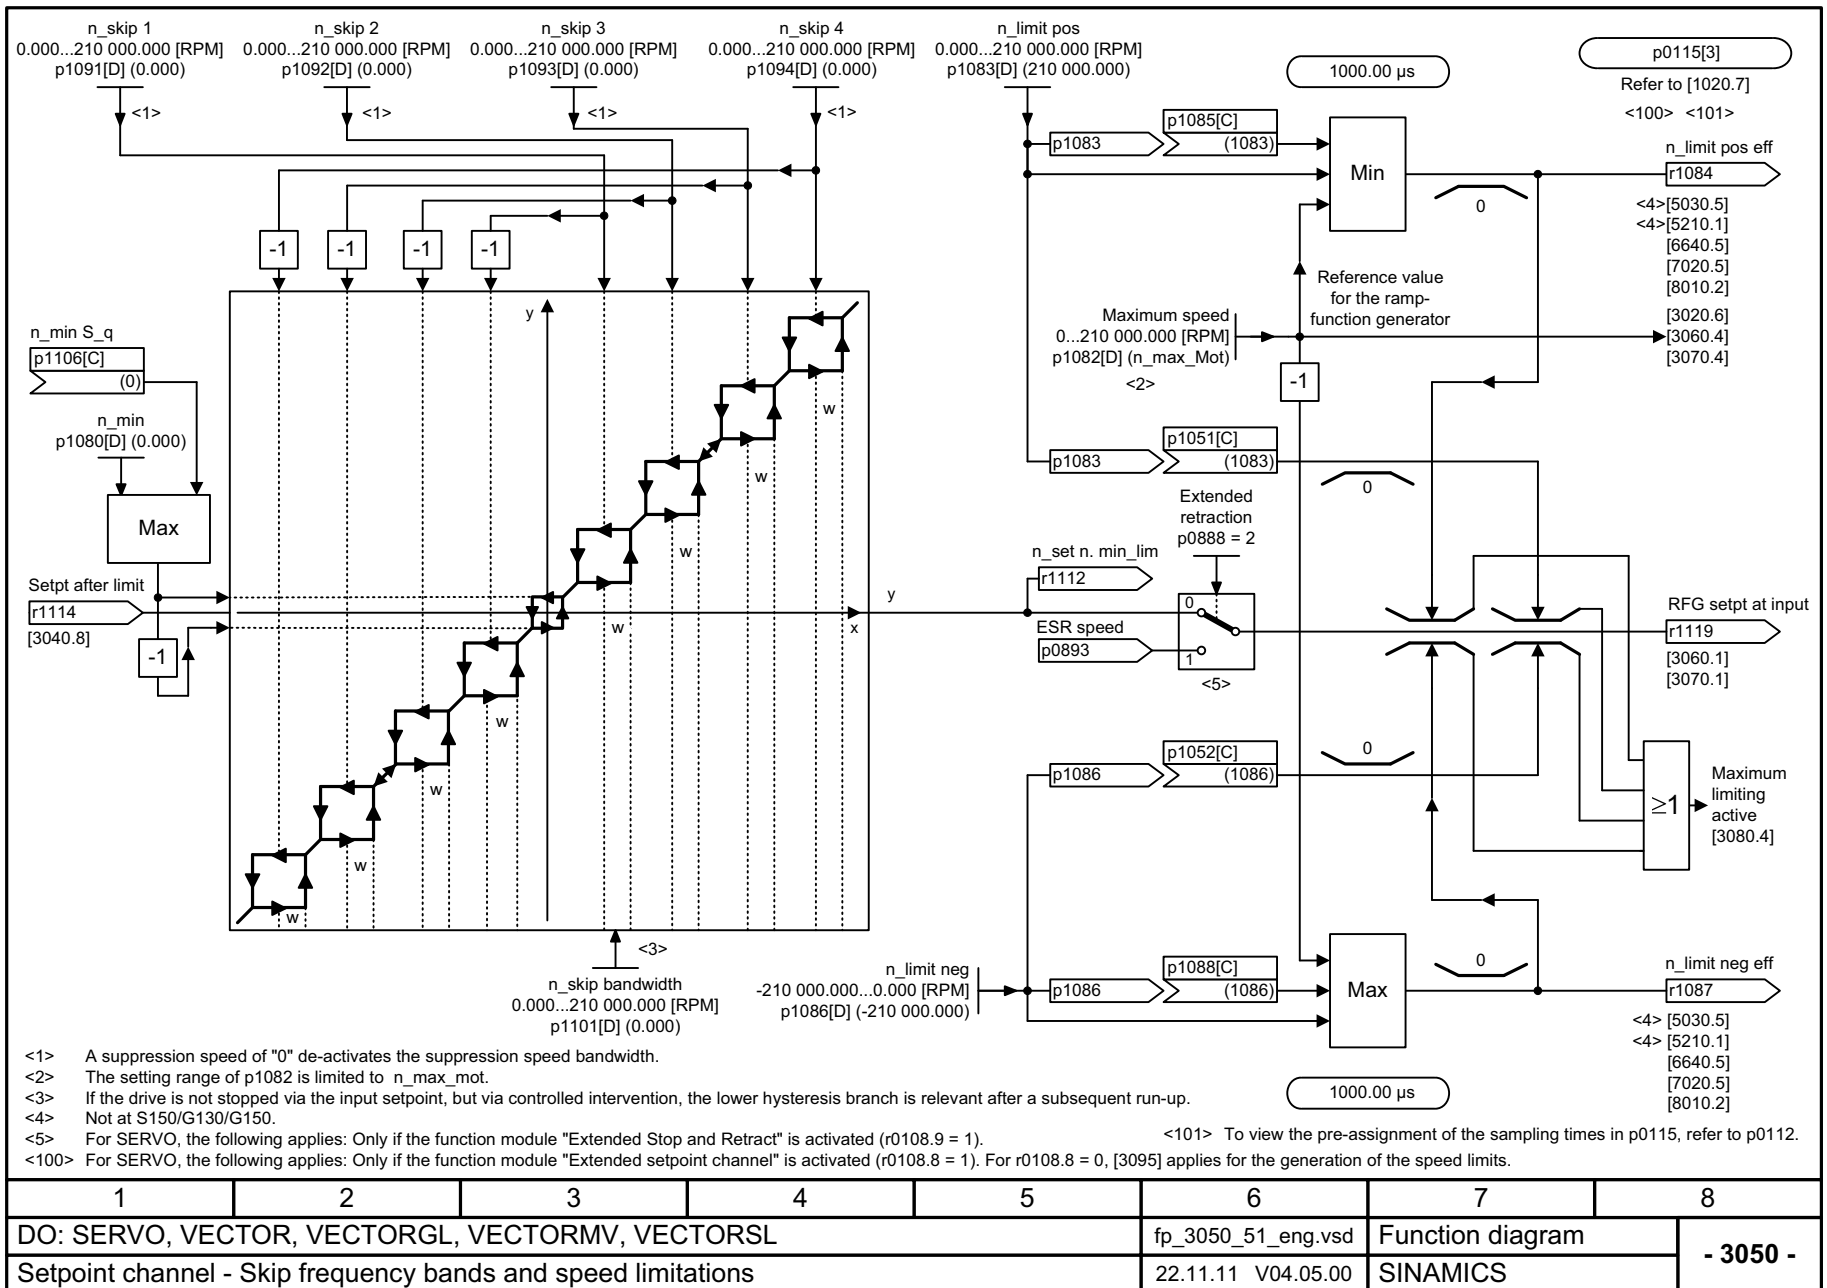 n_skip 1
0.000...210 000.000 [RPM]
p1091[D] (0.000)
<1>
n_skip 2
0.000...210 000.000 [RPM]
p1092[D] (0.000)
<1>
n_skip 3
0.000...210 000.000 [RPM]
p1093[D] (0.000)
<1>
n_skip 4
0.000...210 000.000 [RPM]
p1094[D] (0.000)
<1>
n_limit pos
0.000...210 000.000 [RPM]
p1083[D] (210 000.000)
1000.00 µs
p0115[3]
Refer to [1020.7]
<100> <101>
p1083
p1085[C]
(1083)
Min
0
n_limit pos eff
r1084
<4>[5030.5]
<4>[5210.1]
[6640.5]
[7020.5]
[8010.2]
[3020.6]
[3060.4]
[3070.4]
-1
-1
-1
-1
Reference value
for the ramp-
function generator
Maximum speed
0...210 000.000 [RPM]
p1082[D] (n_max_Mot)
<2>
-1
n_min S_q
p1106[C]
(0)
n_min
p1080[D] (0.000)
Max
Setpt after limit
r1114
[3040.8]
-1
y
x
w
w
w
w
w
w
w
w
y
p1083
p1051[C]
(1083)
0
Extended
retraction
p0888 = 2
n_set n. min_lim
r1112
ESR speed
p0893
0
1
<5>
RFG setpt at input
r1119
[3060.1]
[3070.1]
p1086
p1052[C]
(1086)
0
≥1
Maximum
limiting
active
[3080.4]
<3>
n_skip bandwidth
0.000...210 000.000 [RPM]
p1101[D] (0.000)
n_limit neg
-210 000.000...0.000 [RPM]
p1086[D] (-210 000.000)
p1086
p1088[C]
(1086)
Max
0
n_limit neg eff
r1087
<4> [5030.5]
<4> [5210.1]
[6640.5]
[7020.5]
[8010.2]
1000.00 µs
<1> A suppression speed of "0" de-activates the suppression speed bandwidth.
<2> The setting range of p1082 is limited to n_max_mot.
<3> If the drive is not stopped via the input setpoint, but via controlled intervention, the lower hysteresis branch is relevant after a subsequent run-up.
<4> Not at S150/G130/G150.
<5> For SERVO, the following applies: Only if the function module "Extended Stop and Retract" is activated (r0108.9 = 1).
<101> To view the pre-assignment of the sampling times in p0115, refer to p0112.
<100> For SERVO, the following applies: Only if the function module "Extended setpoint channel" is activated (r0108.8 = 1). For r0108.8 = 0, [3095] applies for the generation of the speed limits.
1 2 3 4 5 6 7 8
DO: SERVO, VECTOR, VECTORGL, VECTORMV, VECTORSL
fp_3050_51_eng.vsd
Function diagram
- 3050 -
Setpoint channel - Skip frequency bands and speed limitations
22.11.11 V04.05.00
SINAMICS